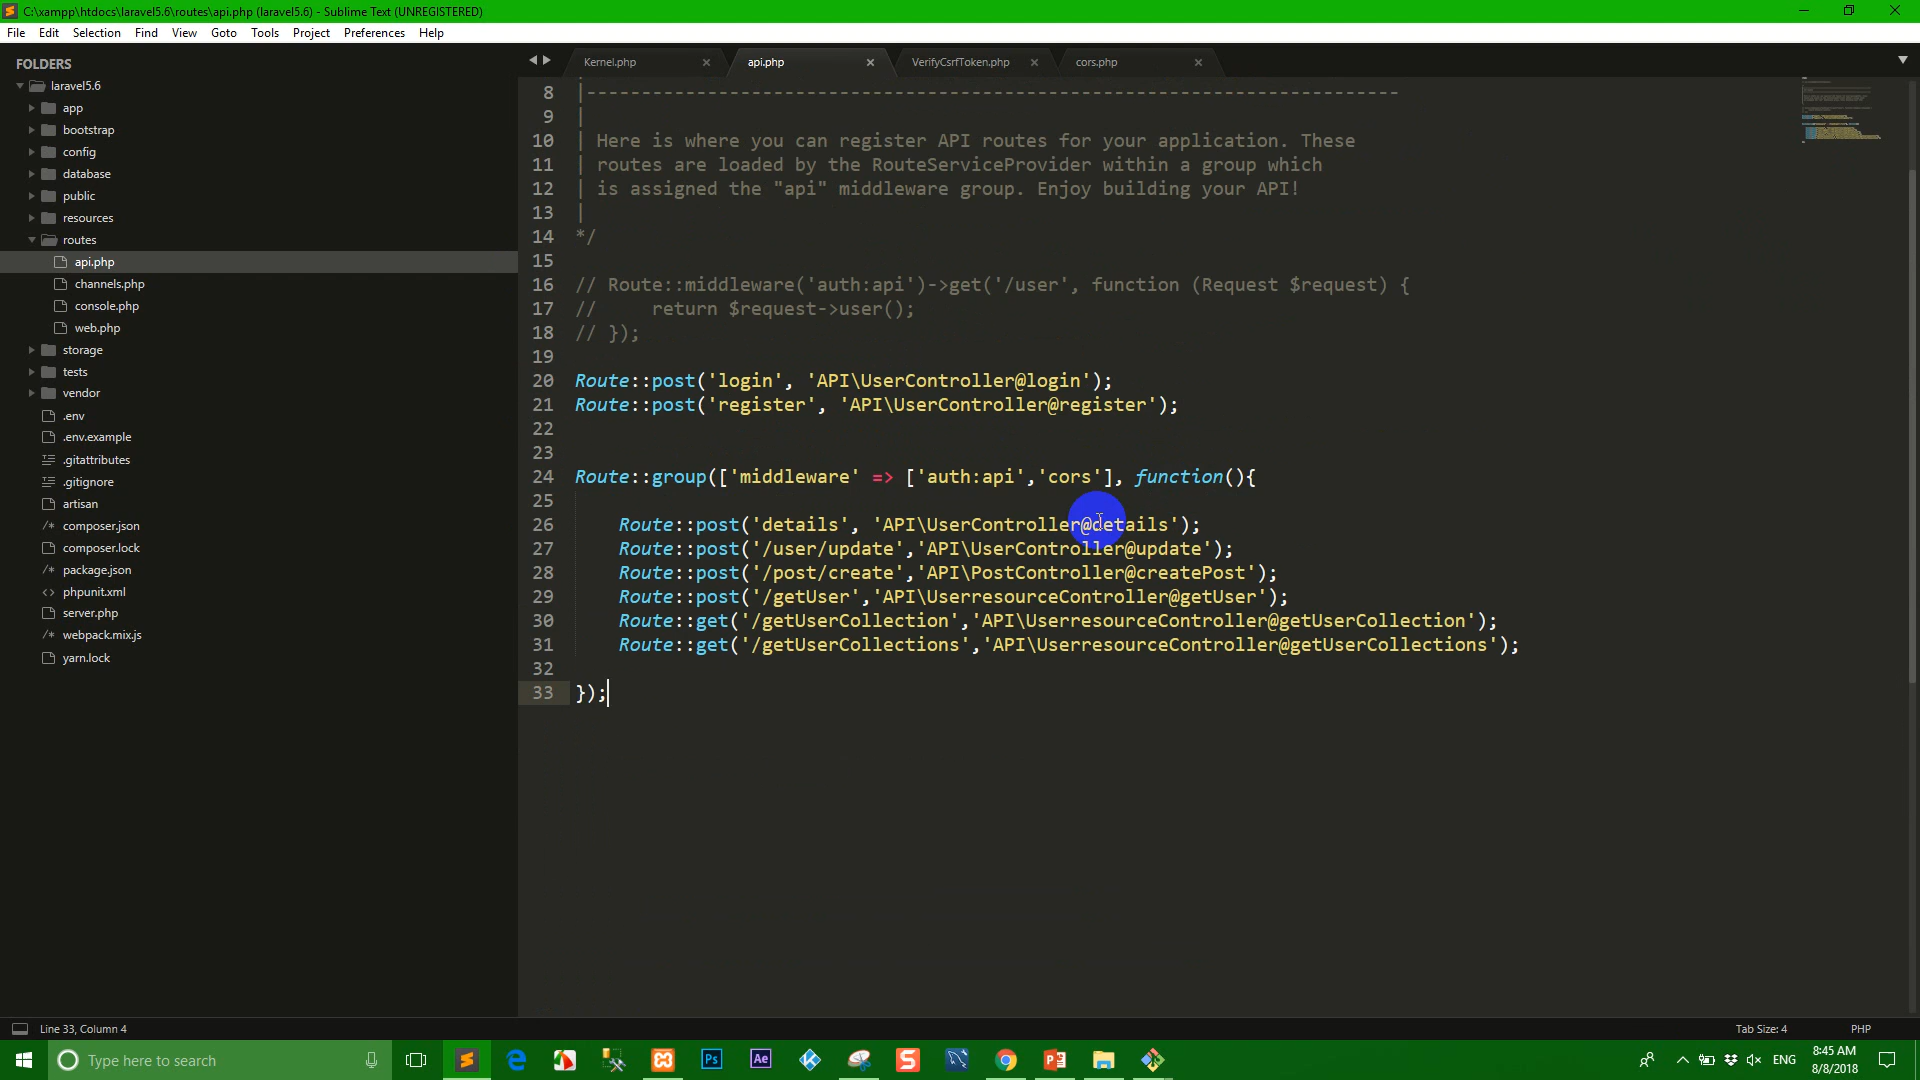 C:\xampp\htdocs\laravel5.6\routes\api.php (laravel5.6) - Sublime Text (UNREGISTERED)
File Edit Selection Find View Goto Tools Project Preferences Help
FOLDERS
laravel5.6
app
bootstrap
config
database
public
resources
routes
api.php
channels.php
console.php
web.php
storage
tests
vendor
.env
.env.example
.gitattributes
.gitignore
artisan
composer.json
composer.lock
package.json
phpunit.xml
server.php
webpack.mix.js
yarn.lock
Kernel.php api.php VerifyCsrfToken.php cors.php
8 |--------------------------------------------------------------------------
9 |
10 | Here is where you can register API routes for your application. These
11 | routes are loaded by the RouteServiceProvider within a group which
12 | is assigned the "api" middleware group. Enjoy building your API!
13 |
14 */
15
16 // Route::middleware('auth:api')->get('/user', function (Request $request) {
17 //     return $request->user();
18 // });
19
20 Route::post('login', 'API\UserController@login');
21 Route::post('register', 'API\UserController@register');
22
23
24 Route::group(['middleware' => ['auth:api','cors'], function(){
25
26     Route::post('details', 'API\UserController@details');
27     Route::post('/user/update','API\UserController@update');
28     Route::post('/post/create','API\PostController@createPost');
29     Route::post('/getUser','API\UserresourceController@getUser');
30     Route::get('/getUserCollection','API\UserresourceController@getUserCollection');
31     Route::get('/getUserCollections','API\UserresourceController@getUserCollections');
32
33 });
Line 33, Column 4 Tab Size: 4 PHP
Type here to search Ps Ae ENG 8:45 AM
8/8/2018